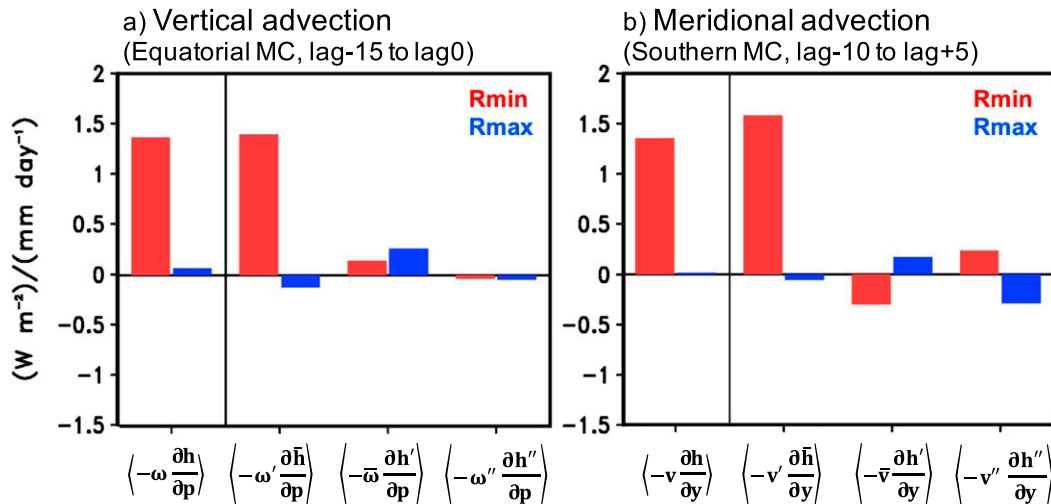 a) Vertical advection
(Equatorial MC, lag-15 to lag0)
b) Meridional advection
(Southern MC, lag-10 to lag+5)
(W m⁻²)/(mm day⁻¹)
2
1.5
1
0.5
0
-0.5
-1
-1.5
Rmin
Rmax
⟨-ω ∂h/∂p⟩
⟨-ω′ ∂h̄/∂p⟩
⟨-ω̄ ∂h′/∂p⟩
⟨-ω″ ∂h″/∂p⟩
2
1.5
1
0.5
0
-0.5
-1
-1.5
Rmin
Rmax
⟨-v ∂h/∂y⟩
⟨-v′ ∂h̄/∂y⟩
⟨-v̄ ∂h′/∂y⟩
⟨-v″ ∂h″/∂y⟩